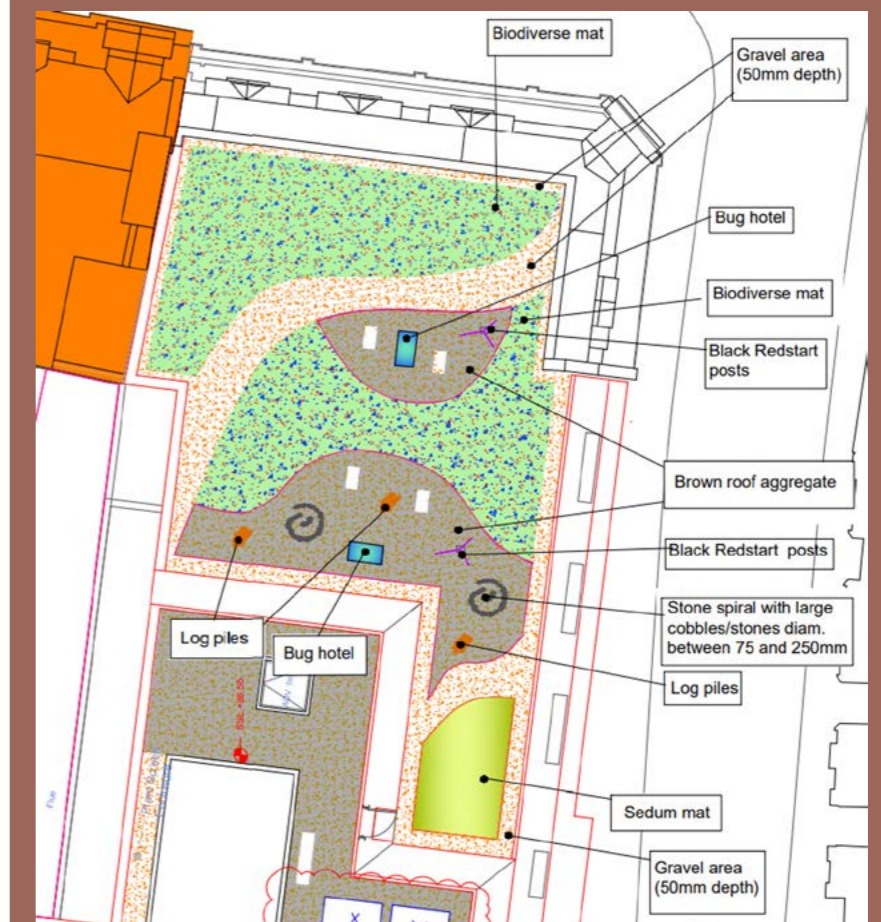 Biodiverse mat
Gravel area
(50mm depth)
Bug hotel
Biodiverse mat
Black Redstart
posts
Brown roof aggregate
Black Redstart posts
Stone spiral with large
cobbles/stones diam.
between 75 and 250mm
Log piles
Bug hotel
Log piles
Sedum mat
Gravel area
(50mm depth)
Flue
X